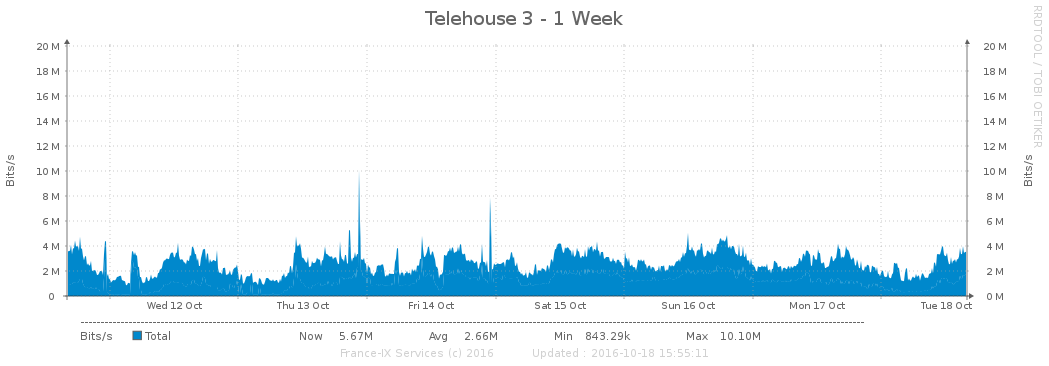 Telehouse 3 - 1 Week
RRDTOOL / TOBI OETIKER
20 M 20 M
18 M 18 M
16 M 16 M
14 M 14 M
12 M 12 M
10 M 10 M
8 M 8 M
6 M 6 M
4 M 4 M
2 M 2 M
0 0 M
Bits/s Bits/s
Wed 12 Oct Thu 13 Oct Fri 14 Oct Sat 15 Oct Sun 16 Oct Mon 17 Oct Tue 18 Oct
Bits/s Total Now 5.67M Avg 2.66M Min 843.29k Max 10.10M
France-IX Services (c) 2016 Updated : 2016-10-18 15:55:11